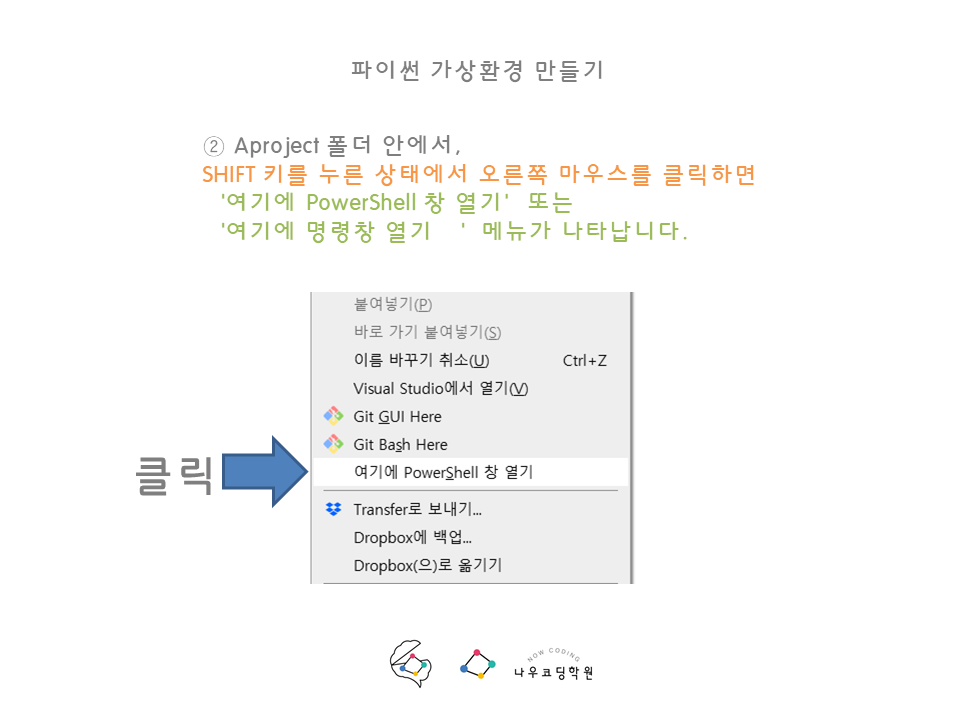 파이썬 가상환경 만들기
② Aproject 폴더 안에서,
SHIFT 키를 누른 상태에서 오른쪽 마우스를 클릭하면
'여기에 PowerShell 창 열기' 또는
'여기에 명령창 열기 ' 메뉴가 나타납니다.
붙여넣기(P)
바로 가기 붙여넣기(S)
이름 바꾸기 취소(U) Ctrl+Z
Visual Studio에서 열기(V)
Git GUI Here
Git Bash Here
클릭
여기에 PowerShell 창 열기
Transfer로 보내기...
Dropbox에 백업...
Dropbox(으)로 옮기기
NOW CODING
나우코딩학원